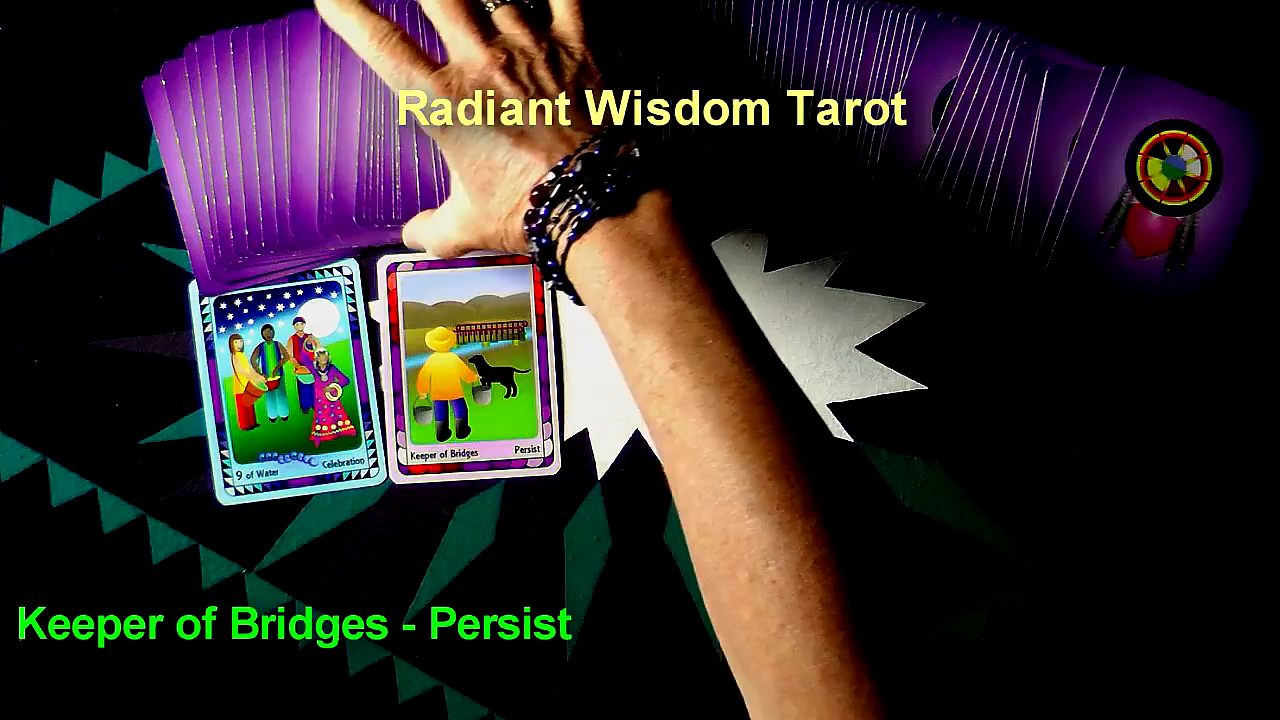 Radiant Wisdom Tarot
9 of Water Celebration
Keeper of Bridges Persist
Keeper of Bridges - Persist